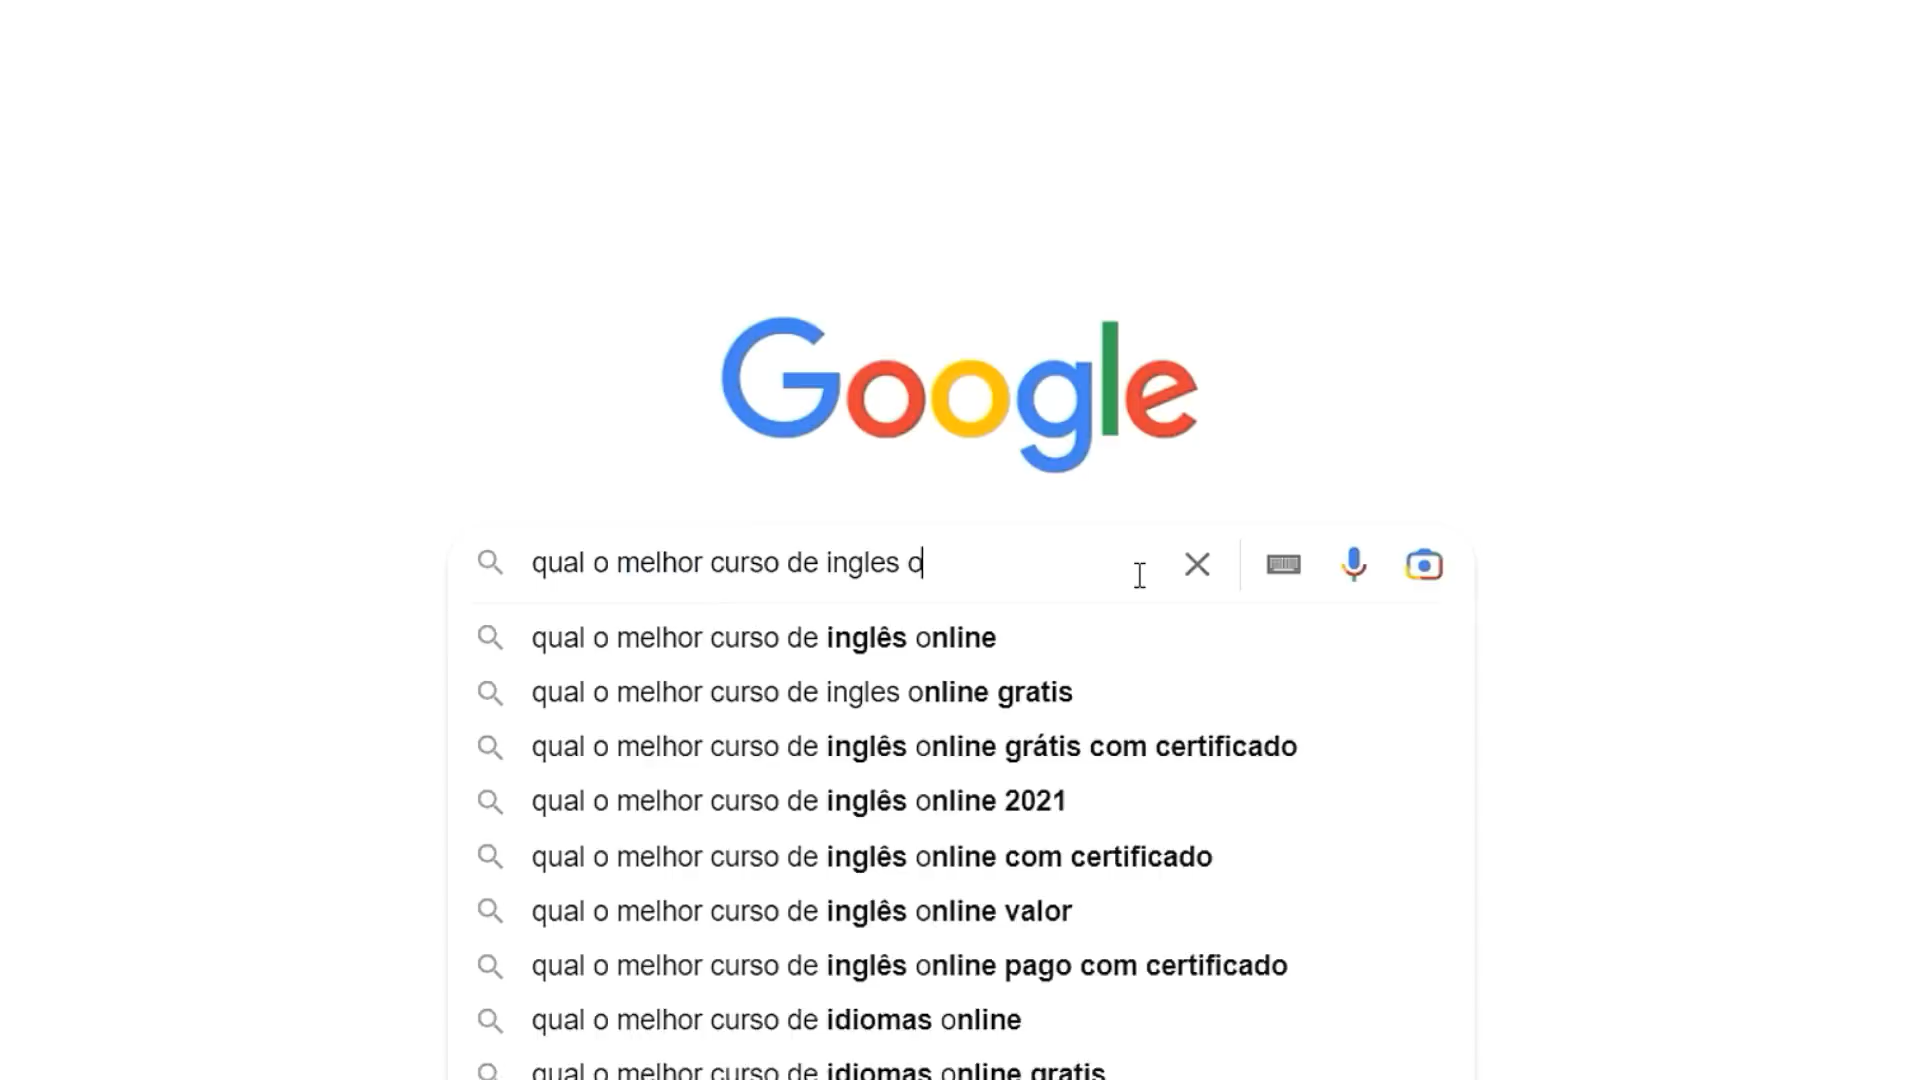 Google
qual o melhor curso de ingles o
qual o melhor curso de inglês online
qual o melhor curso de ingles online gratis
qual o melhor curso de inglês online grátis com certificado
qual o melhor curso de inglês online 2021
qual o melhor curso de inglês online com certificado
qual o melhor curso de inglês online valor
qual o melhor curso de inglês online pago com certificado
qual o melhor curso de idiomas online
qual o melhor curso de idiomas online gratis